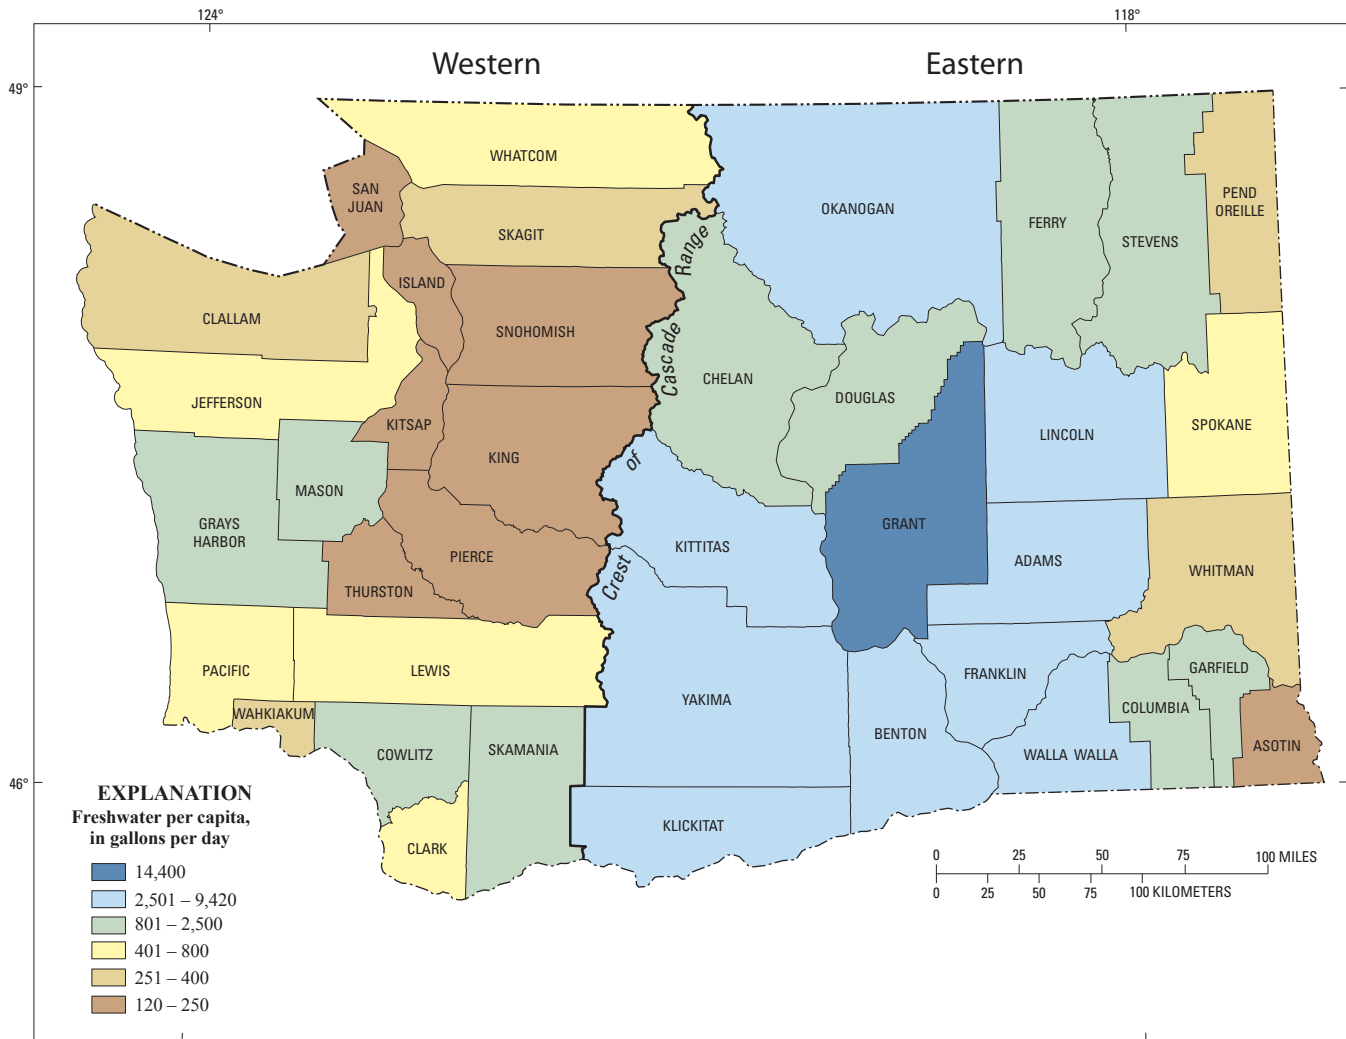 124°
118°
Western
Eastern
49°
WHATCOM
SAN
JUAN
OKANOGAN
PEND
OREILLE
SKAGIT
FERRY
STEVENS
Range
ISLAND
CLALLAM
SNOHOMISH
Cascade
CHELAN
DOUGLAS
JEFFERSON
KITSAP
LINCOLN
SPOKANE
KING
of
MASON
GRAYS
HARBOR
GRANT
KITTITAS
PIERCE
ADAMS
WHITMAN
Crest
THURSTON
PACIFIC
LEWIS
YAKIMA
FRANKLIN
GARFIELD
COLUMBIA
WAHKIAKUM
BENTON
COWLITZ
SKAMANIA
WALLA WALLA
ASOTIN
46°
KLICKITAT
CLARK
EXPLANATION
Freshwater per capita,
in gallons per day
14,400
2,501 – 9,420
801 – 2,500
401 – 800
251 – 400
120 – 250
0 25 50 75 100 MILES
0 25 50 75 100 KILOMETERS